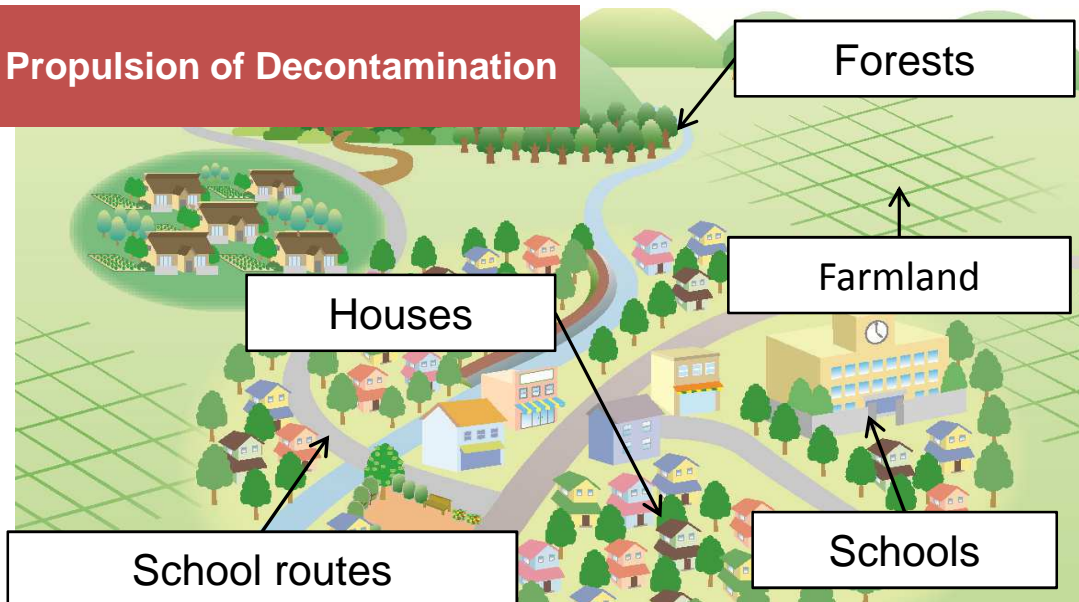 Propulsion of Decontamination
Forests
Farmland
Houses
Schools
School routes